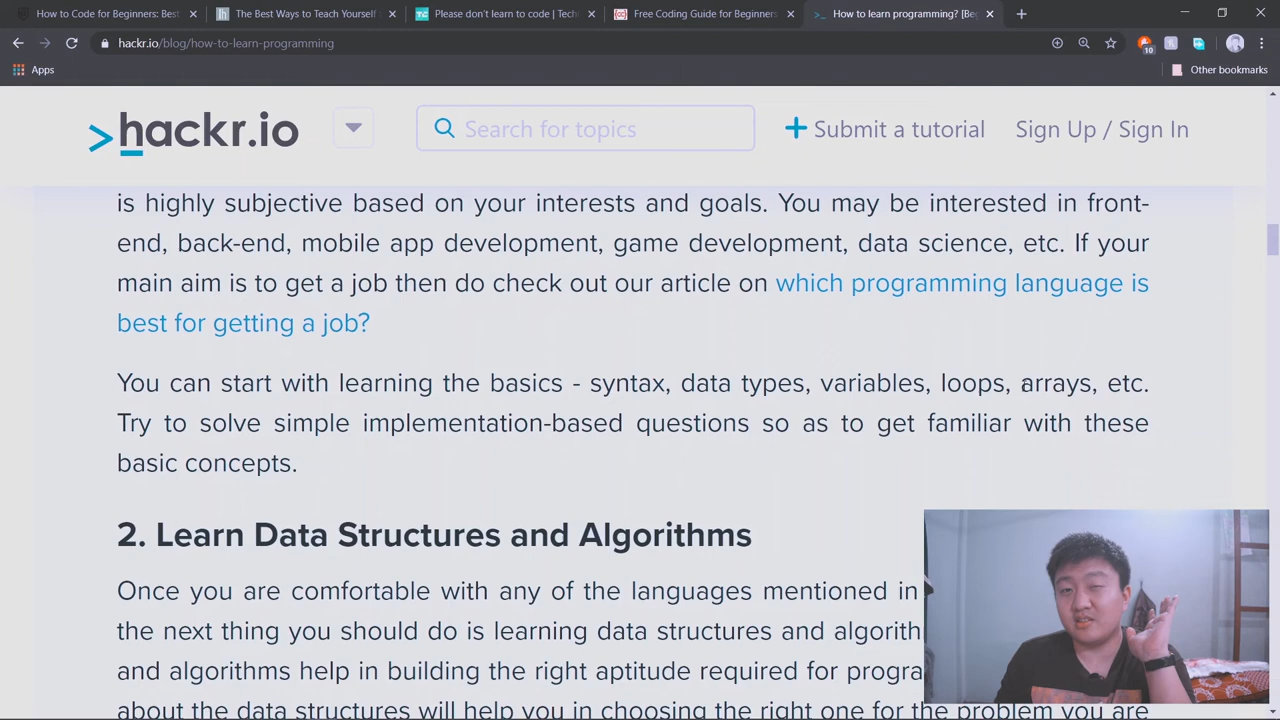 How to Code for Beginners: Best
The Best Ways to Teach Yourself
Please don't learn to code | Tech
Free Coding Guide for Beginners
How to learn programming? [Be
hackr.io/blog/how-to-learn-programming
10
Apps
Other bookmarks
hackr.io
Search for topics
Submit a tutorial
Sign Up / Sign In
is highly subjective based on your interests and goals. You may be interested in front-
end, back-end, mobile app development, game development, data science, etc. If your
main aim is to get a job then do check out our article on which programming language is
best for getting a job?
You can start with learning the basics - syntax, data types, variables, loops, arrays, etc.
Try to solve simple implementation-based questions so as to get familiar with these
basic concepts.
2. Learn Data Structures and Algorithms
Once you are comfortable with any of the languages mentioned in
the next thing you should do is learning data structures and algorith
and algorithms help in building the right aptitude required for progra
about the data structures will help you in choosing the right one for the problem you are